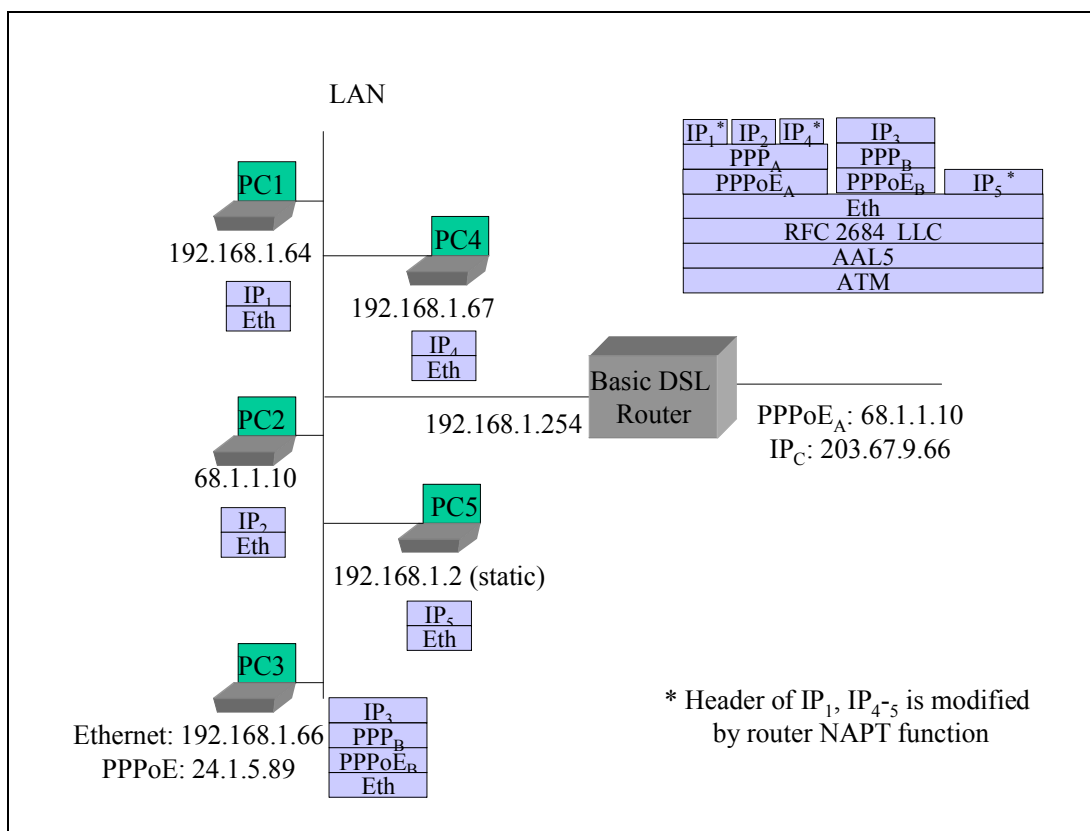 LAN
IP1* IP2 IP4* IP3
PPPA PPPB
PPPoEA PPPoEB IP5*
Eth
RFC 2684 LLC
AAL5
ATM
PC1
192.168.1.64
IP1
Eth
PC4
192.168.1.67
IP4
Eth
Basic DSL
Router
192.168.1.254
PPPoEA: 68.1.1.10
IPC: 203.67.9.66
PC2
68.1.1.10
IP2
Eth
PC5
192.168.1.2 (static)
IP5
Eth
PC3
Ethernet: 192.168.1.66
PPPoE: 24.1.5.89
IP3
PPPB
PPPoEB
Eth
* Header of IP1, IP4-5 is modified
by router NAPT function